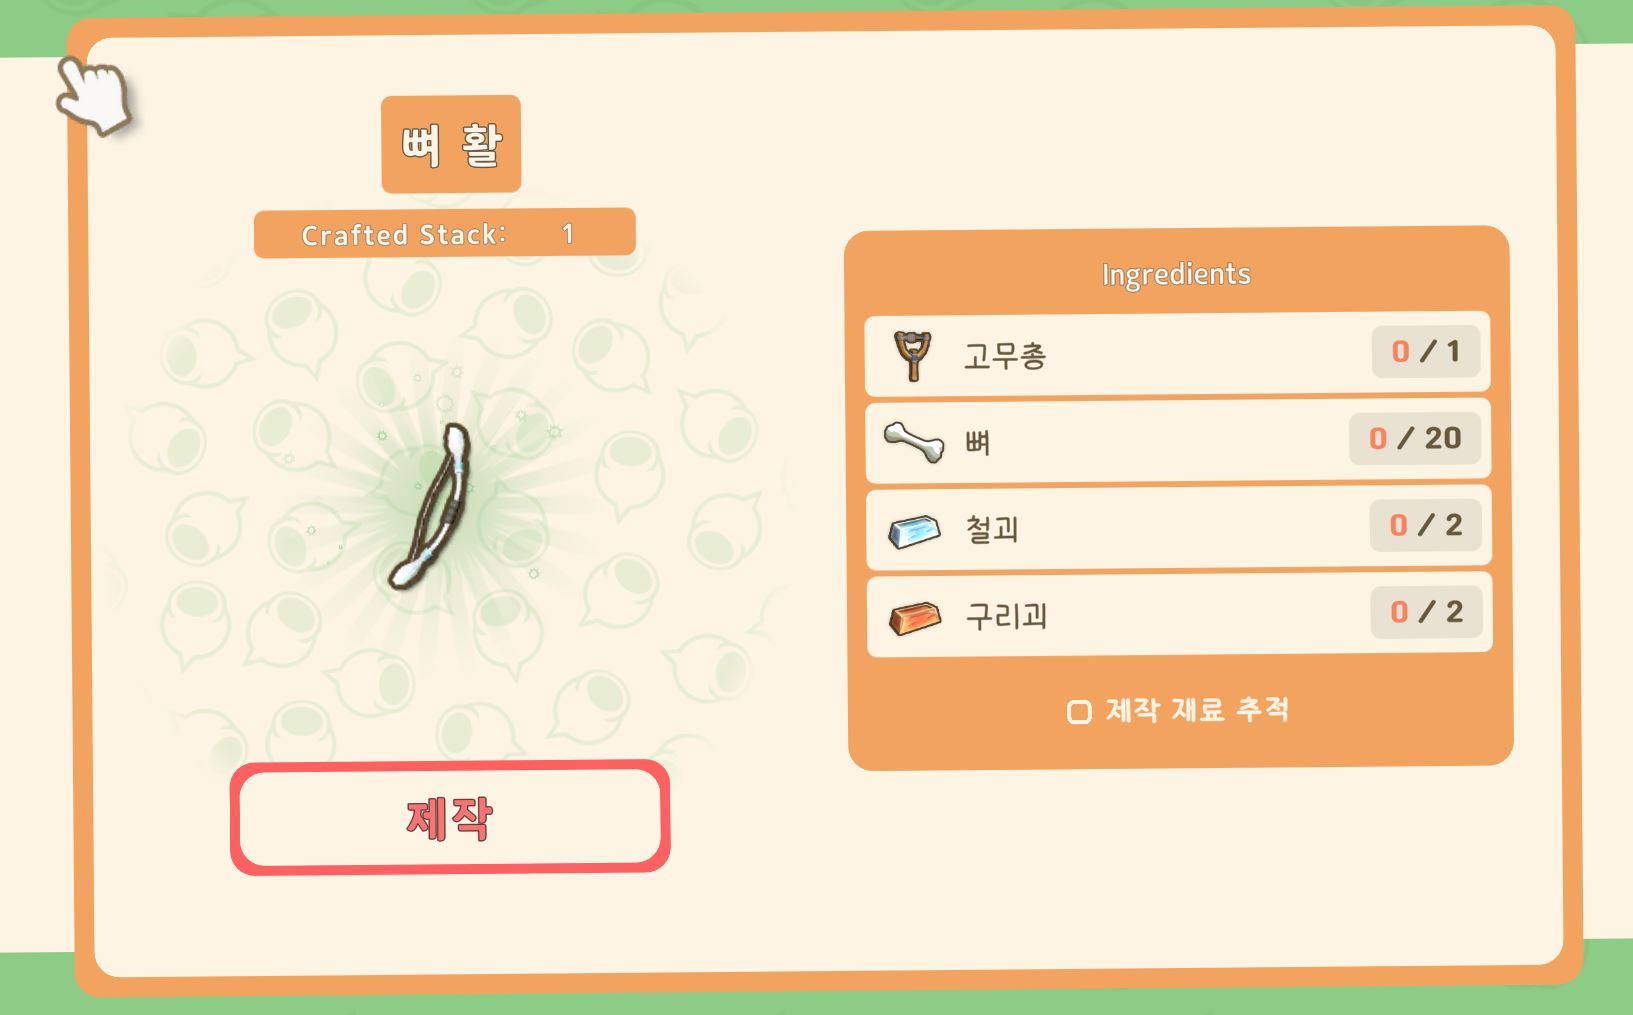 뼈 활
Crafted Stack: 1
Ingredients
고무총 0 / 1
뼈 0 / 20
철괴 0 / 2
구리괴 0 / 2
제작 재료 추적
제작